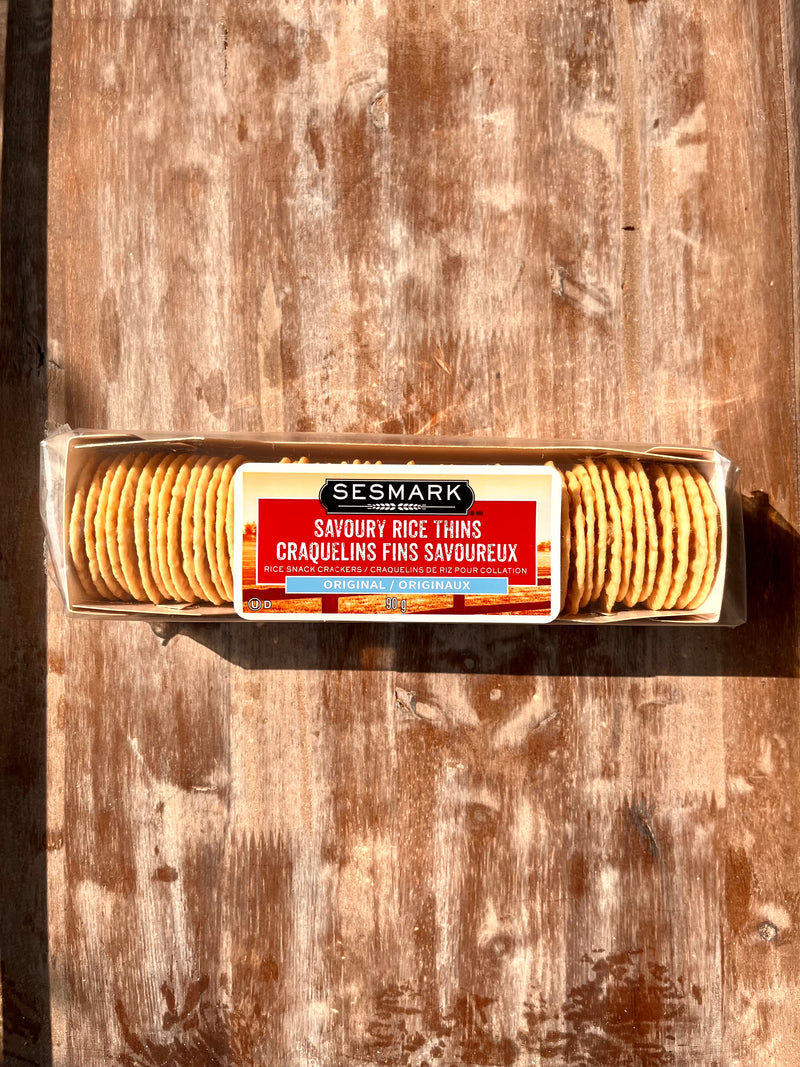 SESMARK
SAVOURY RICE THINS
CRAQUELINS FINS SAVOUREUX
RICE SNACK CRACKERS / CRAQUELINS DE RIZ POUR COLLATION
ORIGINAL / ORIGINAUX
U D
90 g